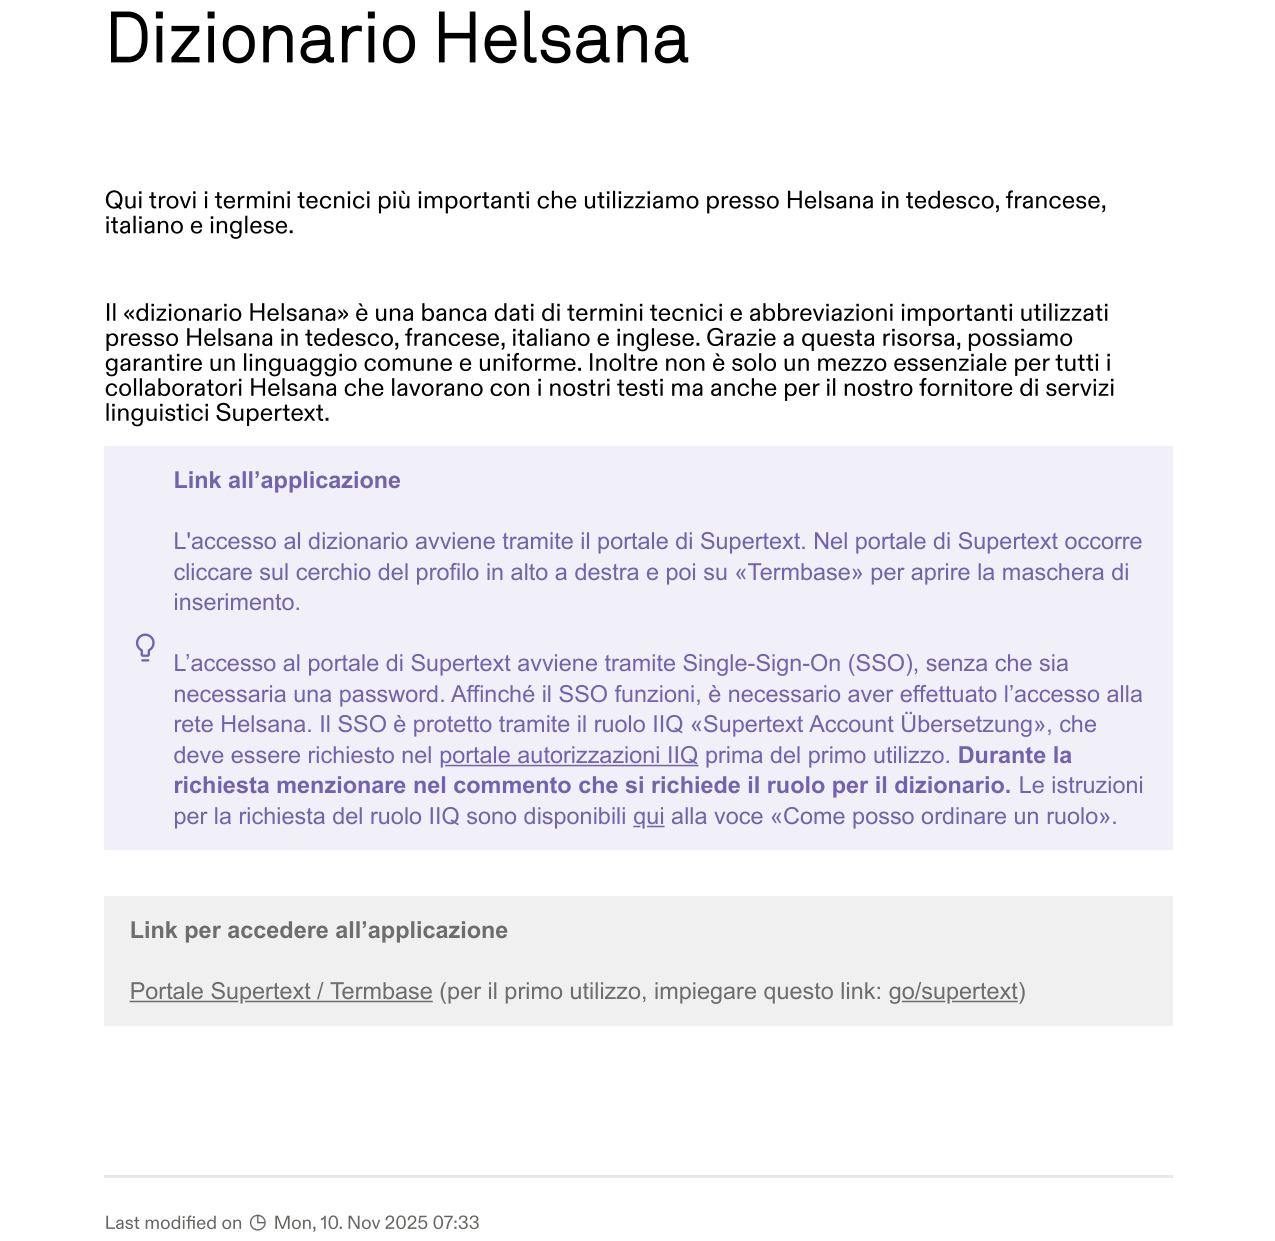 Dizionario Helsana
Qui trovi i termini tecnici più importanti che utilizziamo presso Helsana in tedesco, francese,
italiano e inglese.
Il «dizionario Helsana» è una banca dati di termini tecnici e abbreviazioni importanti utilizzati
presso Helsana in tedesco, francese, italiano e inglese. Grazie a questa risorsa, possiamo
garantire un linguaggio comune e uniforme. Inoltre non è solo un mezzo essenziale per tutti i
collaboratori Helsana che lavorano con i nostri testi ma anche per il nostro fornitore di servizi
linguistici Supertext.
Link all’applicazione
L'accesso al dizionario avviene tramite il portale di Supertext. Nel portale di Supertext occorre
cliccare sul cerchio del profilo in alto a destra e poi su «Termbase» per aprire la maschera di
inserimento.
L’accesso al portale di Supertext avviene tramite Single-Sign-On (SSO), senza che sia
necessaria una password. Affinché il SSO funzioni, è necessario aver effettuato l’accesso alla
rete Helsana. Il SSO è protetto tramite il ruolo IIQ «Supertext Account Übersetzung», che
deve essere richiesto nel portale autorizzazioni IIQ prima del primo utilizzo. Durante la
richiesta menzionare nel commento che si richiede il ruolo per il dizionario. Le istruzioni
per la richiesta del ruolo IIQ sono disponibili qui alla voce «Come posso ordinare un ruolo».
Link per accedere all’applicazione
Portale Supertext / Termbase (per il primo utilizzo, impiegare questo link: go/supertext)
Last modified on Mon, 10. Nov 2025 07:33